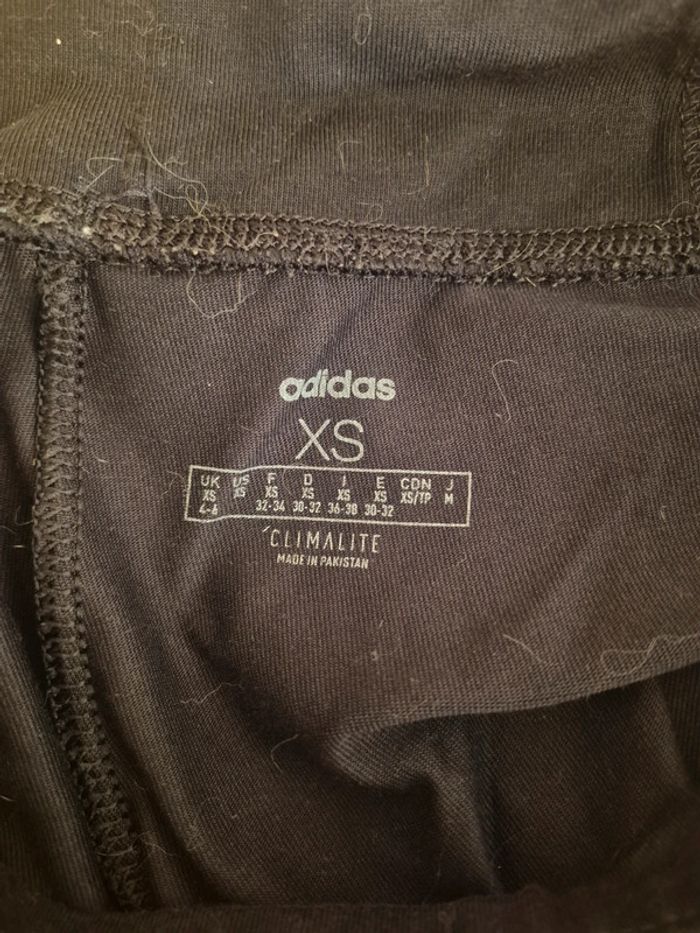 adidas
XS
UK US F D I E CDN J
XS XS XS XS XS XS XS/TP M
4-6 32-34 30-32 36-38 30-32
CLIMALITE
MADE IN PAKISTAN